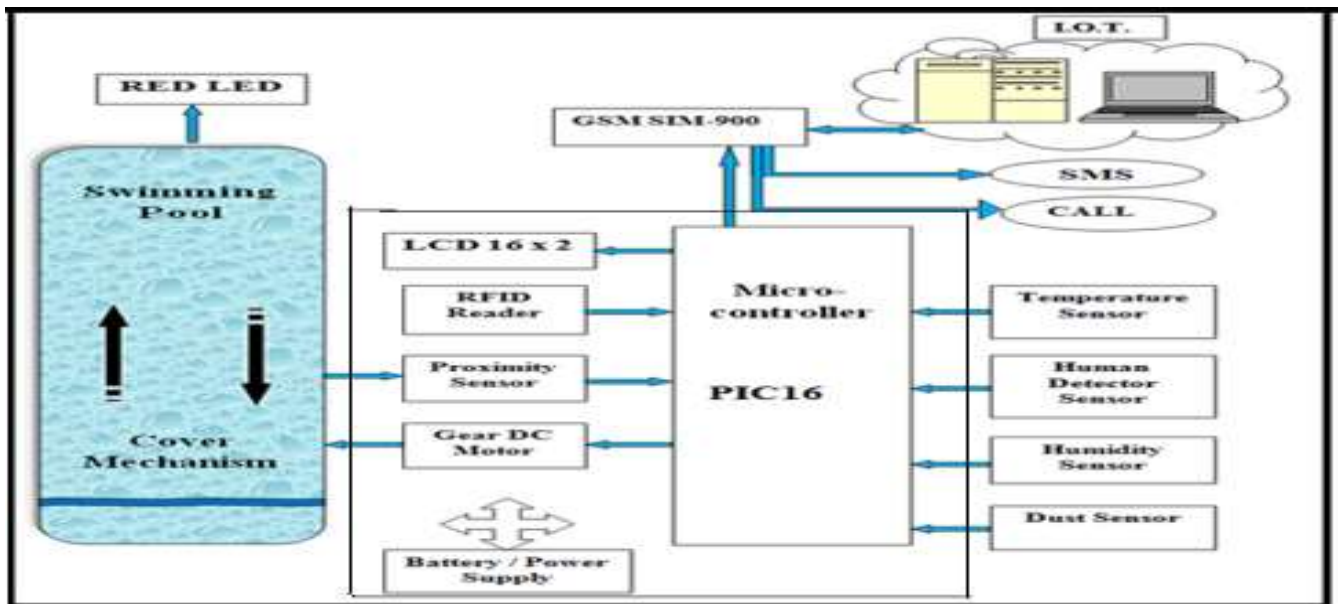 I.O.T.
RED LED
GSM SIM-900
SMS
CALL
Swimming
Pool
LCD 16 x 2
RFID
Reader
Micro-
controller
PIC16
Temperature
Sensor
Proximity
Sensor
Human
Detector
Sensor
Gear DC
Motor
Cover
Mechanism
Humidity
Sensor
Dust Sensor
Battery / Power
Supply